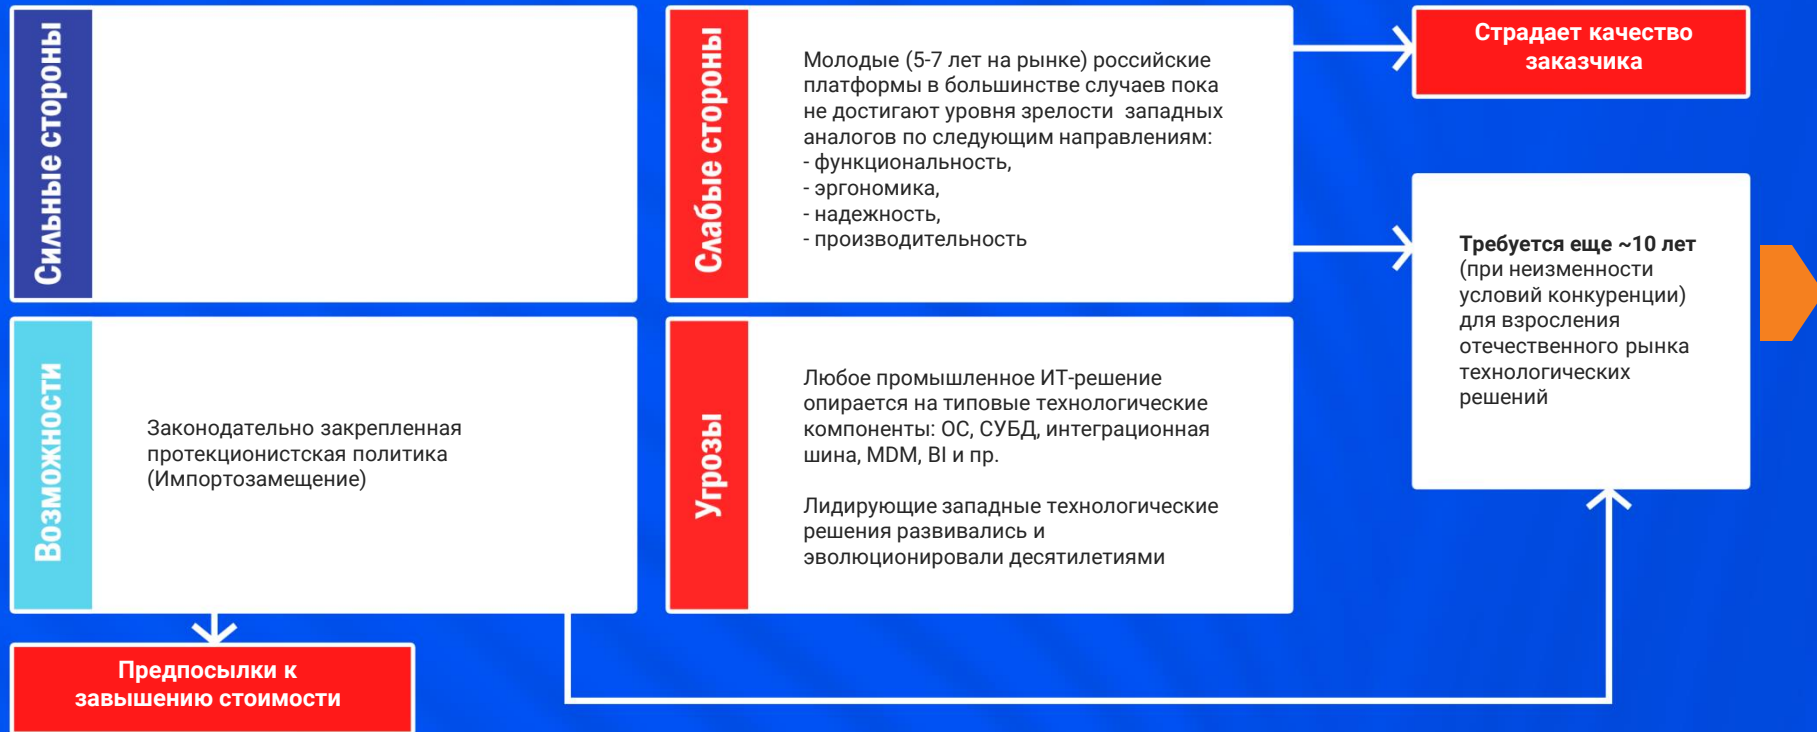 Сильные стороны
Слабые стороны
Молодые (5-7 лет на рынке) российские
платформы в большинстве случаев пока
не достигают уровня зрелости западных
аналогов по следующим направлениям:
- функциональность,
- эргономика,
- надежность,
- производительность
Страдает качество
заказчика
Требуется еще ~10 лет
(при неизменности
условий конкуренции)
для взросления
отечественного рынка
технологических
решений
Возможности
Законодательно закрепленная
протекционистская политика
(Импортозамещение)
Угрозы
Любое промышленное ИТ-решение
опирается на типовые технологические
компоненты: ОС, СУБД, интеграционная
шина, MDM, BI и пр.
Лидирующие западные технологические
решения развивались и
эволюционировали десятилетиями
Предпосылки к
завышению стоимости